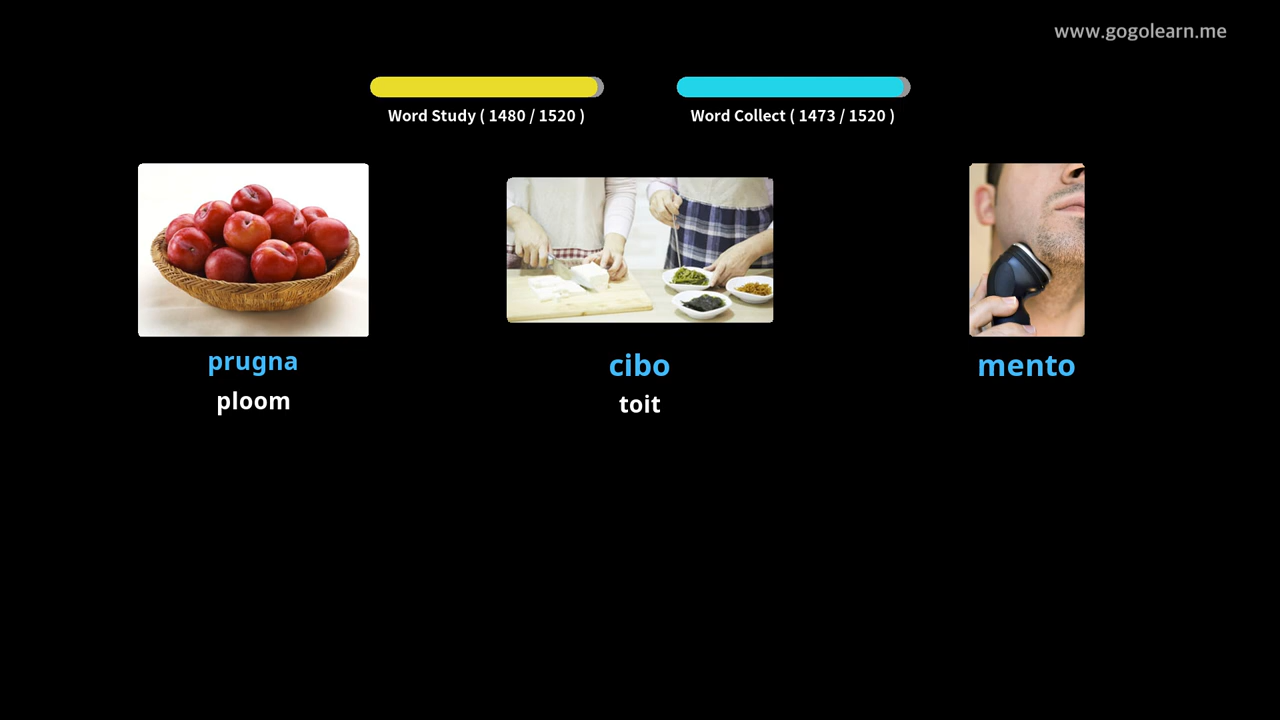 www.gogolearn.me
Word Study ( 1480 / 1520 )
Word Collect ( 1473 / 1520 )
prugna
ploom
cibo
toit
mento